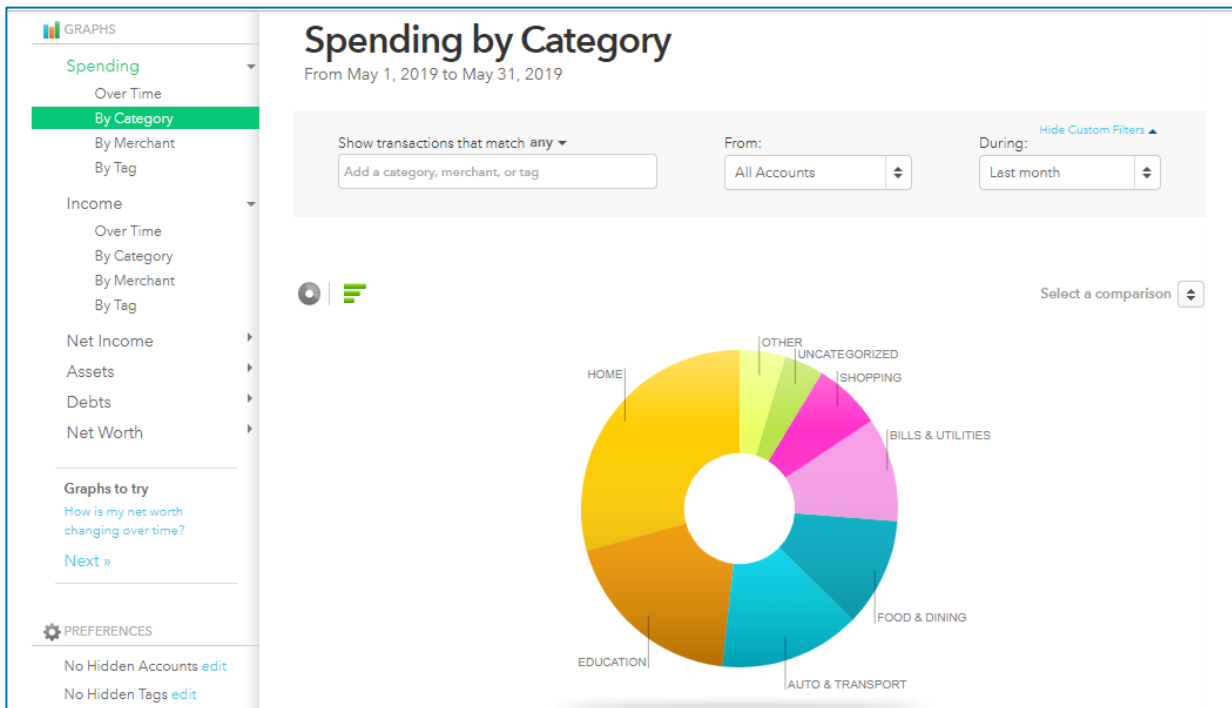 GRAPHS
Spending
Over Time
By Category
By Merchant
By Tag
Income
Over Time
By Category
By Merchant
By Tag
Net Income
Assets
Debts
Net Worth
Graphs to try
How is my net worth
changing over time?
Next »
PREFERENCES
No Hidden Accounts edit
No Hidden Tags edit
Spending by Category
From May 1, 2019 to May 31, 2019
Hide Custom Filters
Show transactions that match any
Add a category, merchant, or tag
From:
All Accounts
During:
Last month
Select a comparison
OTHER
UNCATEGORIZED
HOME
SHOPPING
BILLS & UTILITIES
FOOD & DINING
EDUCATION
AUTO & TRANSPORT